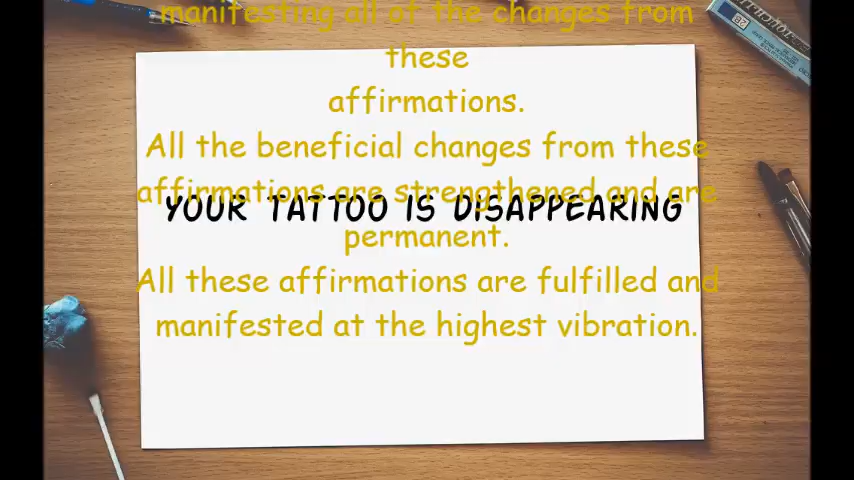 manifesting all of the changes from
these
affirmations.
All the beneficial changes from these
affirmations are strengthened and are
YOUR TATTOO IS DISAPPEARING
permanent.
All these affirmations are fulfilled and
manifested at the highest vibration.
2B